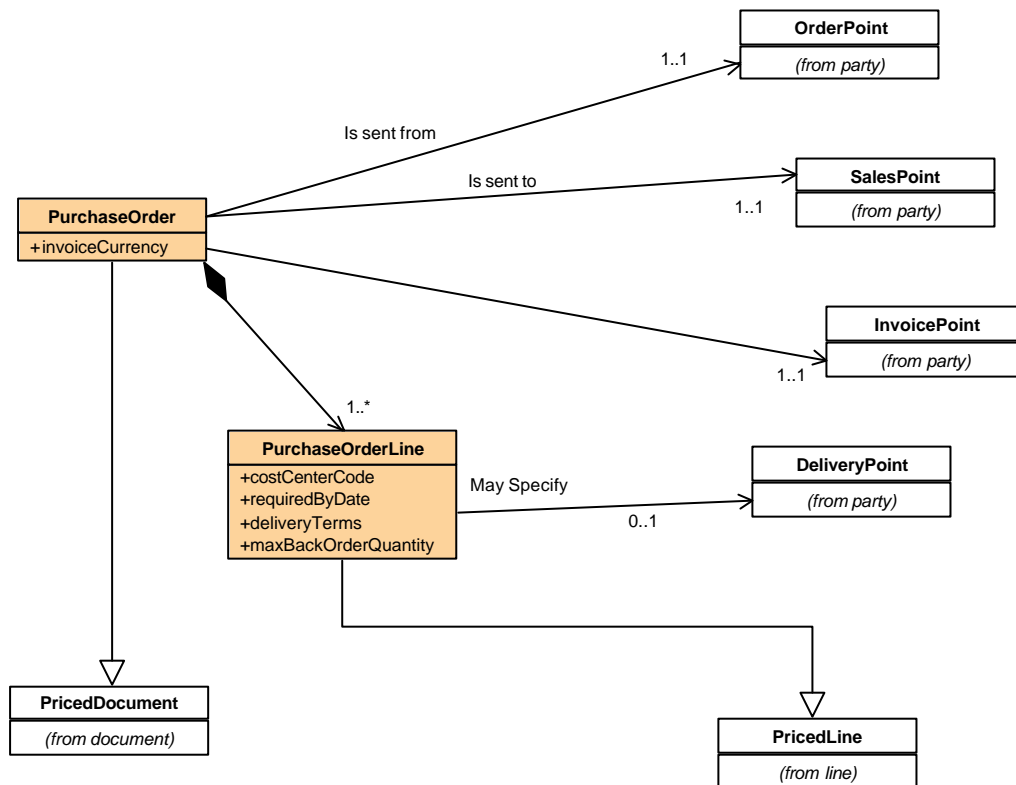 OrderPoint
(from party)
1..1
Is sent from
SalesPoint
(from party)
Is sent to
1..1
PurchaseOrder
+invoiceCurrency
InvoicePoint
(from party)
1..1
1..*
PurchaseOrderLine
+costCenterCode
+requiredByDate
+deliveryTerms
+maxBackOrderQuantity
May Specify
0..1
DeliveryPoint
(from party)
PricedDocument
(from document)
PricedLine
(from line)